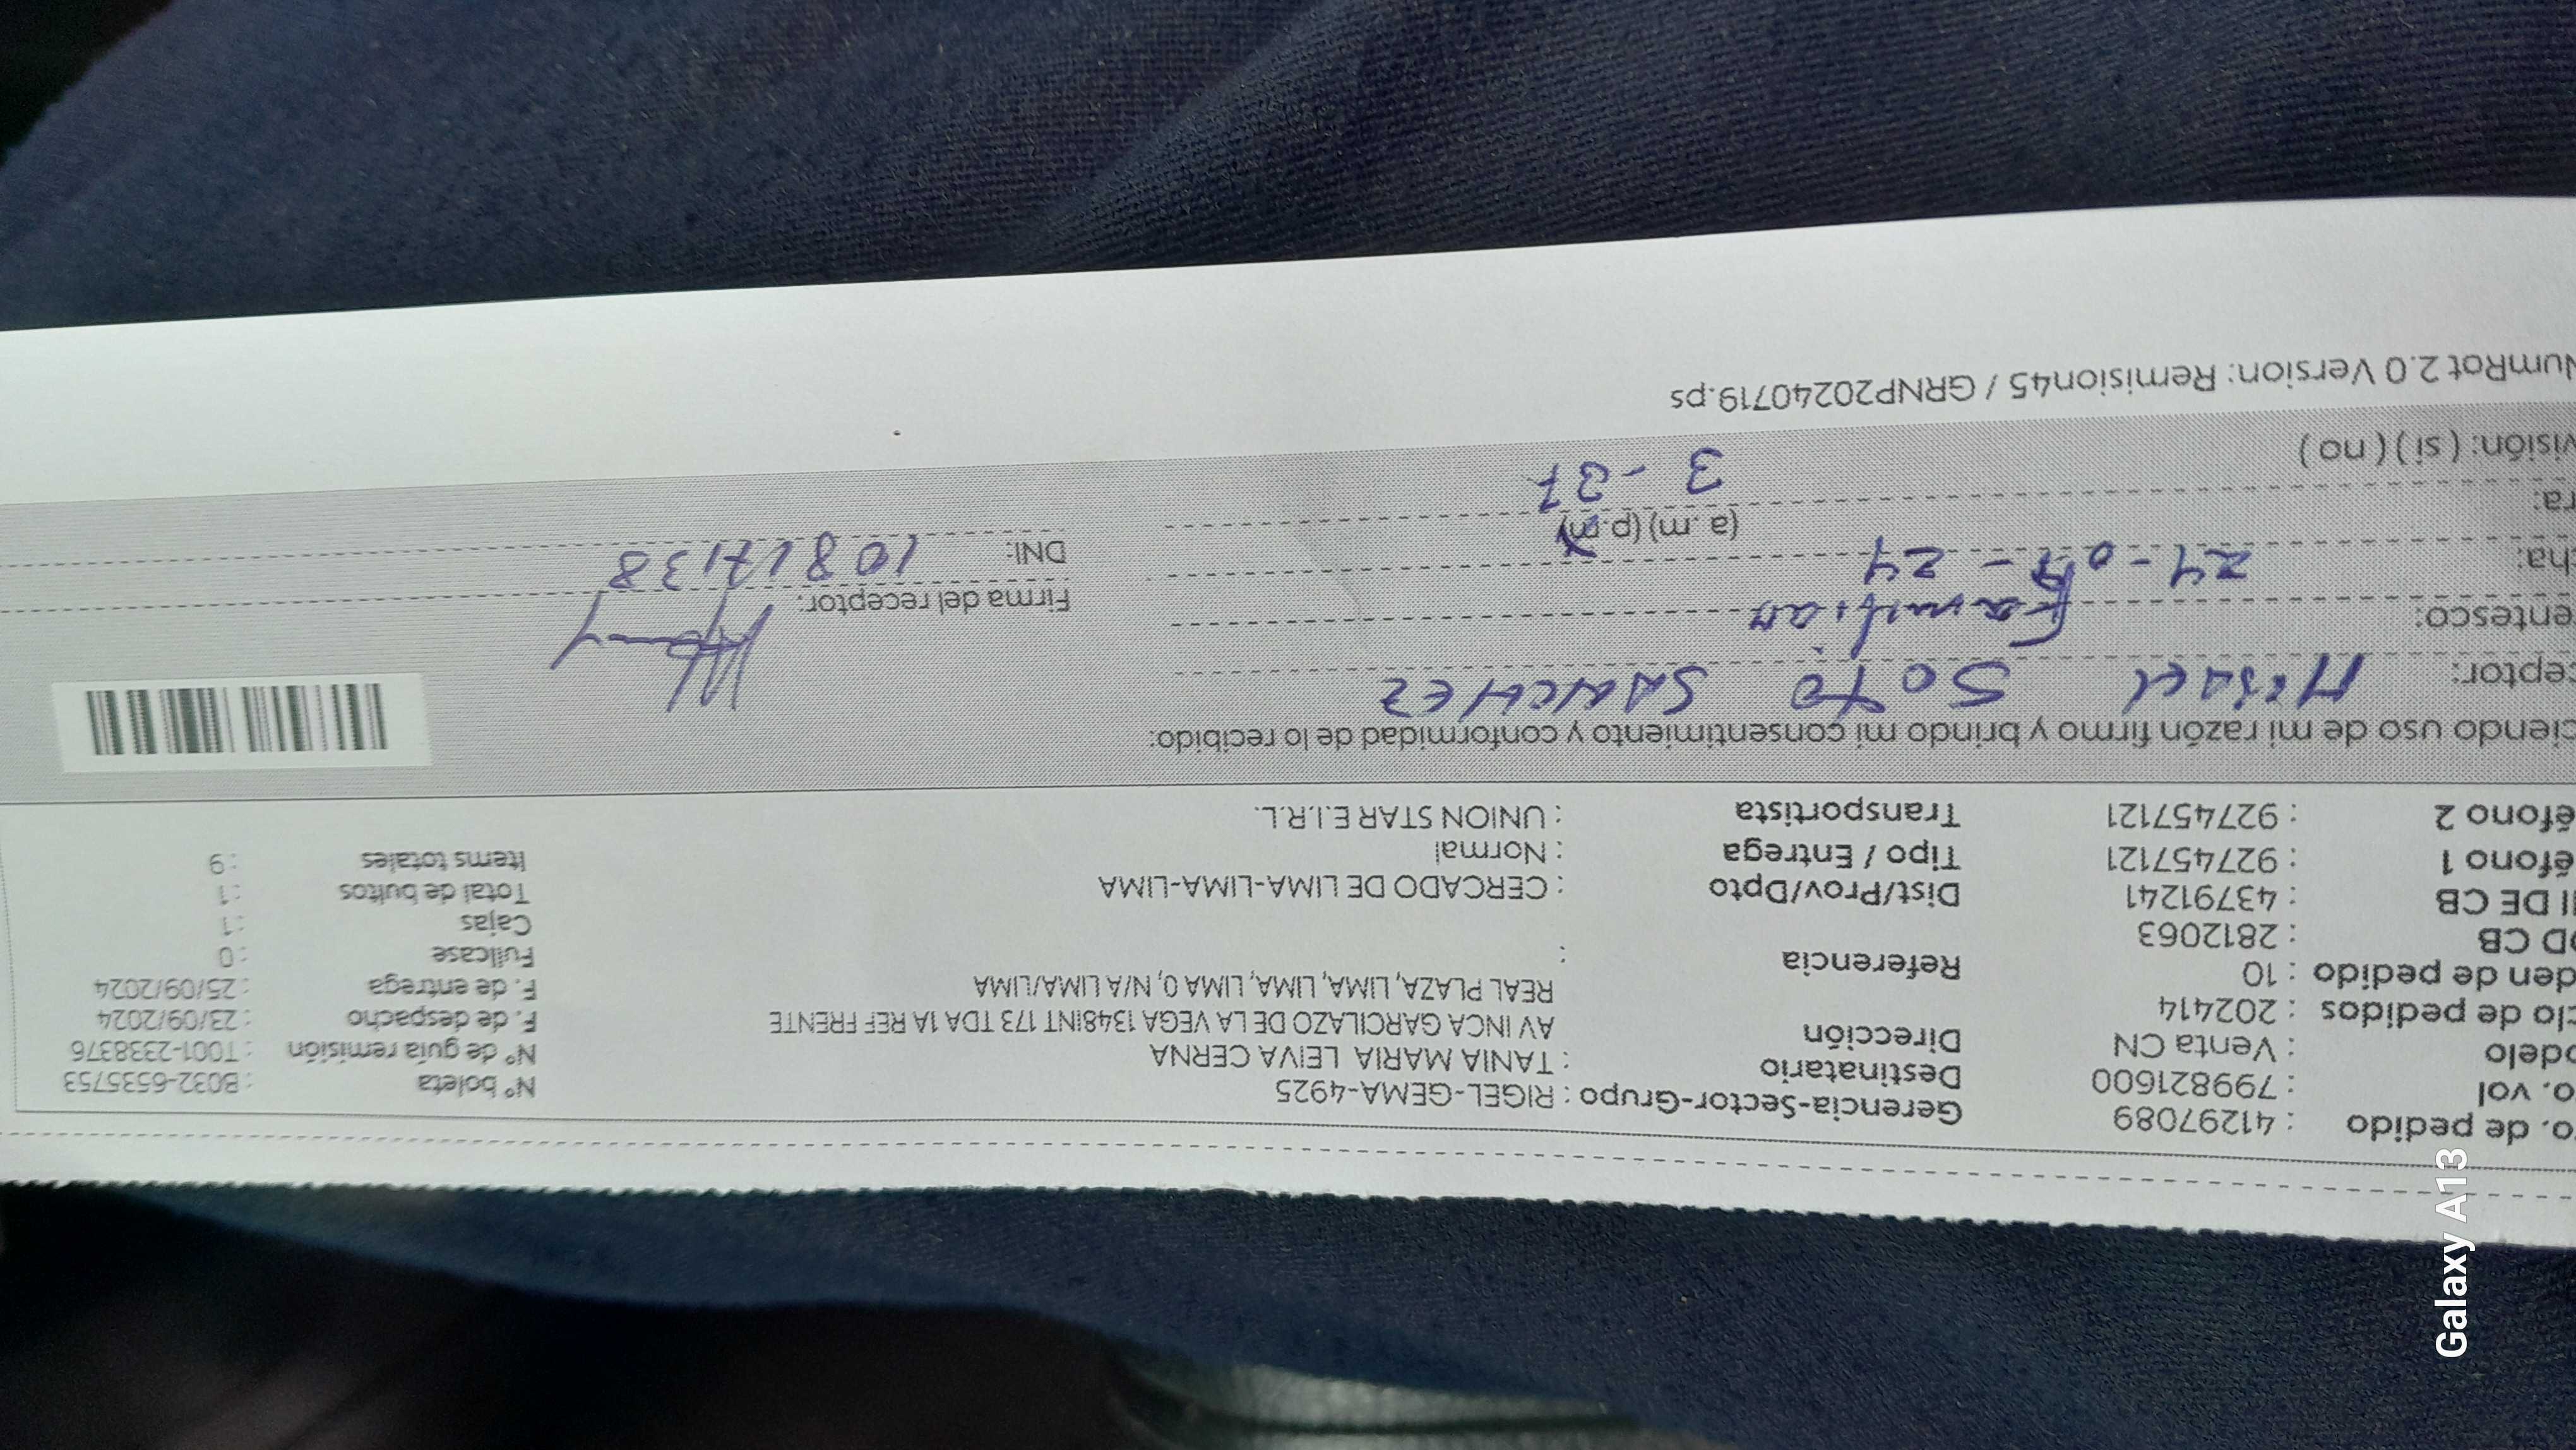 o. de pedido : 41297089 Gerencia-Sector-Grupo : RIGEL-GEMA-4925 N° boleta : B032-6535753
o. vol : 799821600 Destinatario : TANIA MARIA LEIVA CERNA N° de guía remisión : T001-2338376
odelo : Venta CN Dirección AV INCA GARCILAZO DE LA VEGA 1348INT 173 TDA 1A REF FRENTE F. de despacho : 23/09/2024
clo de pedidos : 202414 REAL PLAZA, LIMA, LIMA, LIMA 0, N/A LIMA/LIMA F. de entrega : 25/09/2024
den de pedido : 10 Referencia : Fullcase : 0
OD CB : 2812063 Cajas : 1
I DE CB : 43791241 Dist/Prov/Dpto : CERCADO DE LIMA-LIMA-LIMA Total de bultos : 1
éfono 1 : 927457121 Tipo / Entrega : Normal Items totales : 9
éfono 2 : 927457121 Transportista : UNION STAR E.I.R.L.
ciendo uso de mi razón firmo y brindo mi consentimiento y conformidad de lo recibido:
ceptor: Misael Soto SANCHEZ
entesco: Familiar Firma del receptor:
cha: 24-09-24 DNI: 10817138
ra: (a.m) (p.m) 3-37
visión: ( si ) ( no )
NumRot 2.0 Version: Remision45 / GRNP20240719.ps
Galaxy A13